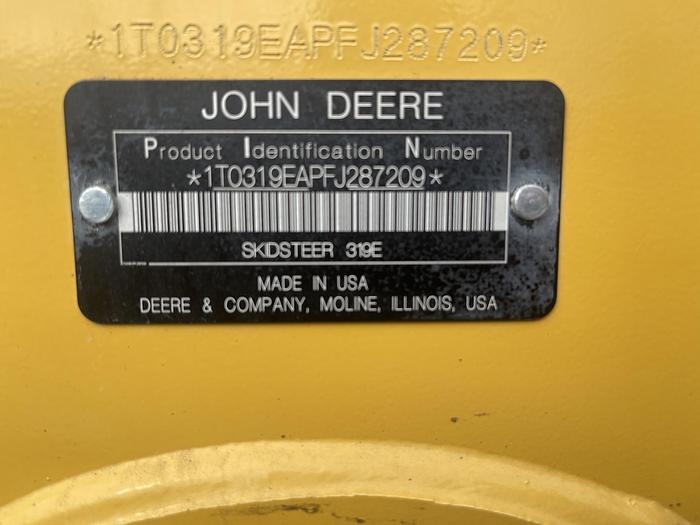 *1T0319EAPFJ287209*
JOHN DEERE
Product Identification Number
*1T0319EAPFJ287209*
SKIDSTEER 319E
MADE IN USA
DEERE & COMPANY, MOLINE, ILLINOIS, USA